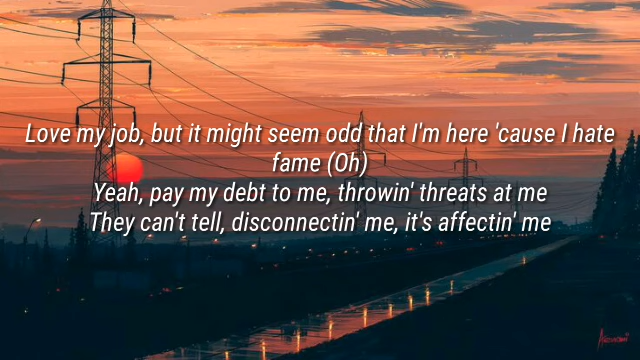 Love my job, but it might seem odd that I'm here 'cause I hate
fame (Oh)
Yeah, pay my debt to me, throwin' threats at me
They can't tell, disconnectin' me, it's affectin' me